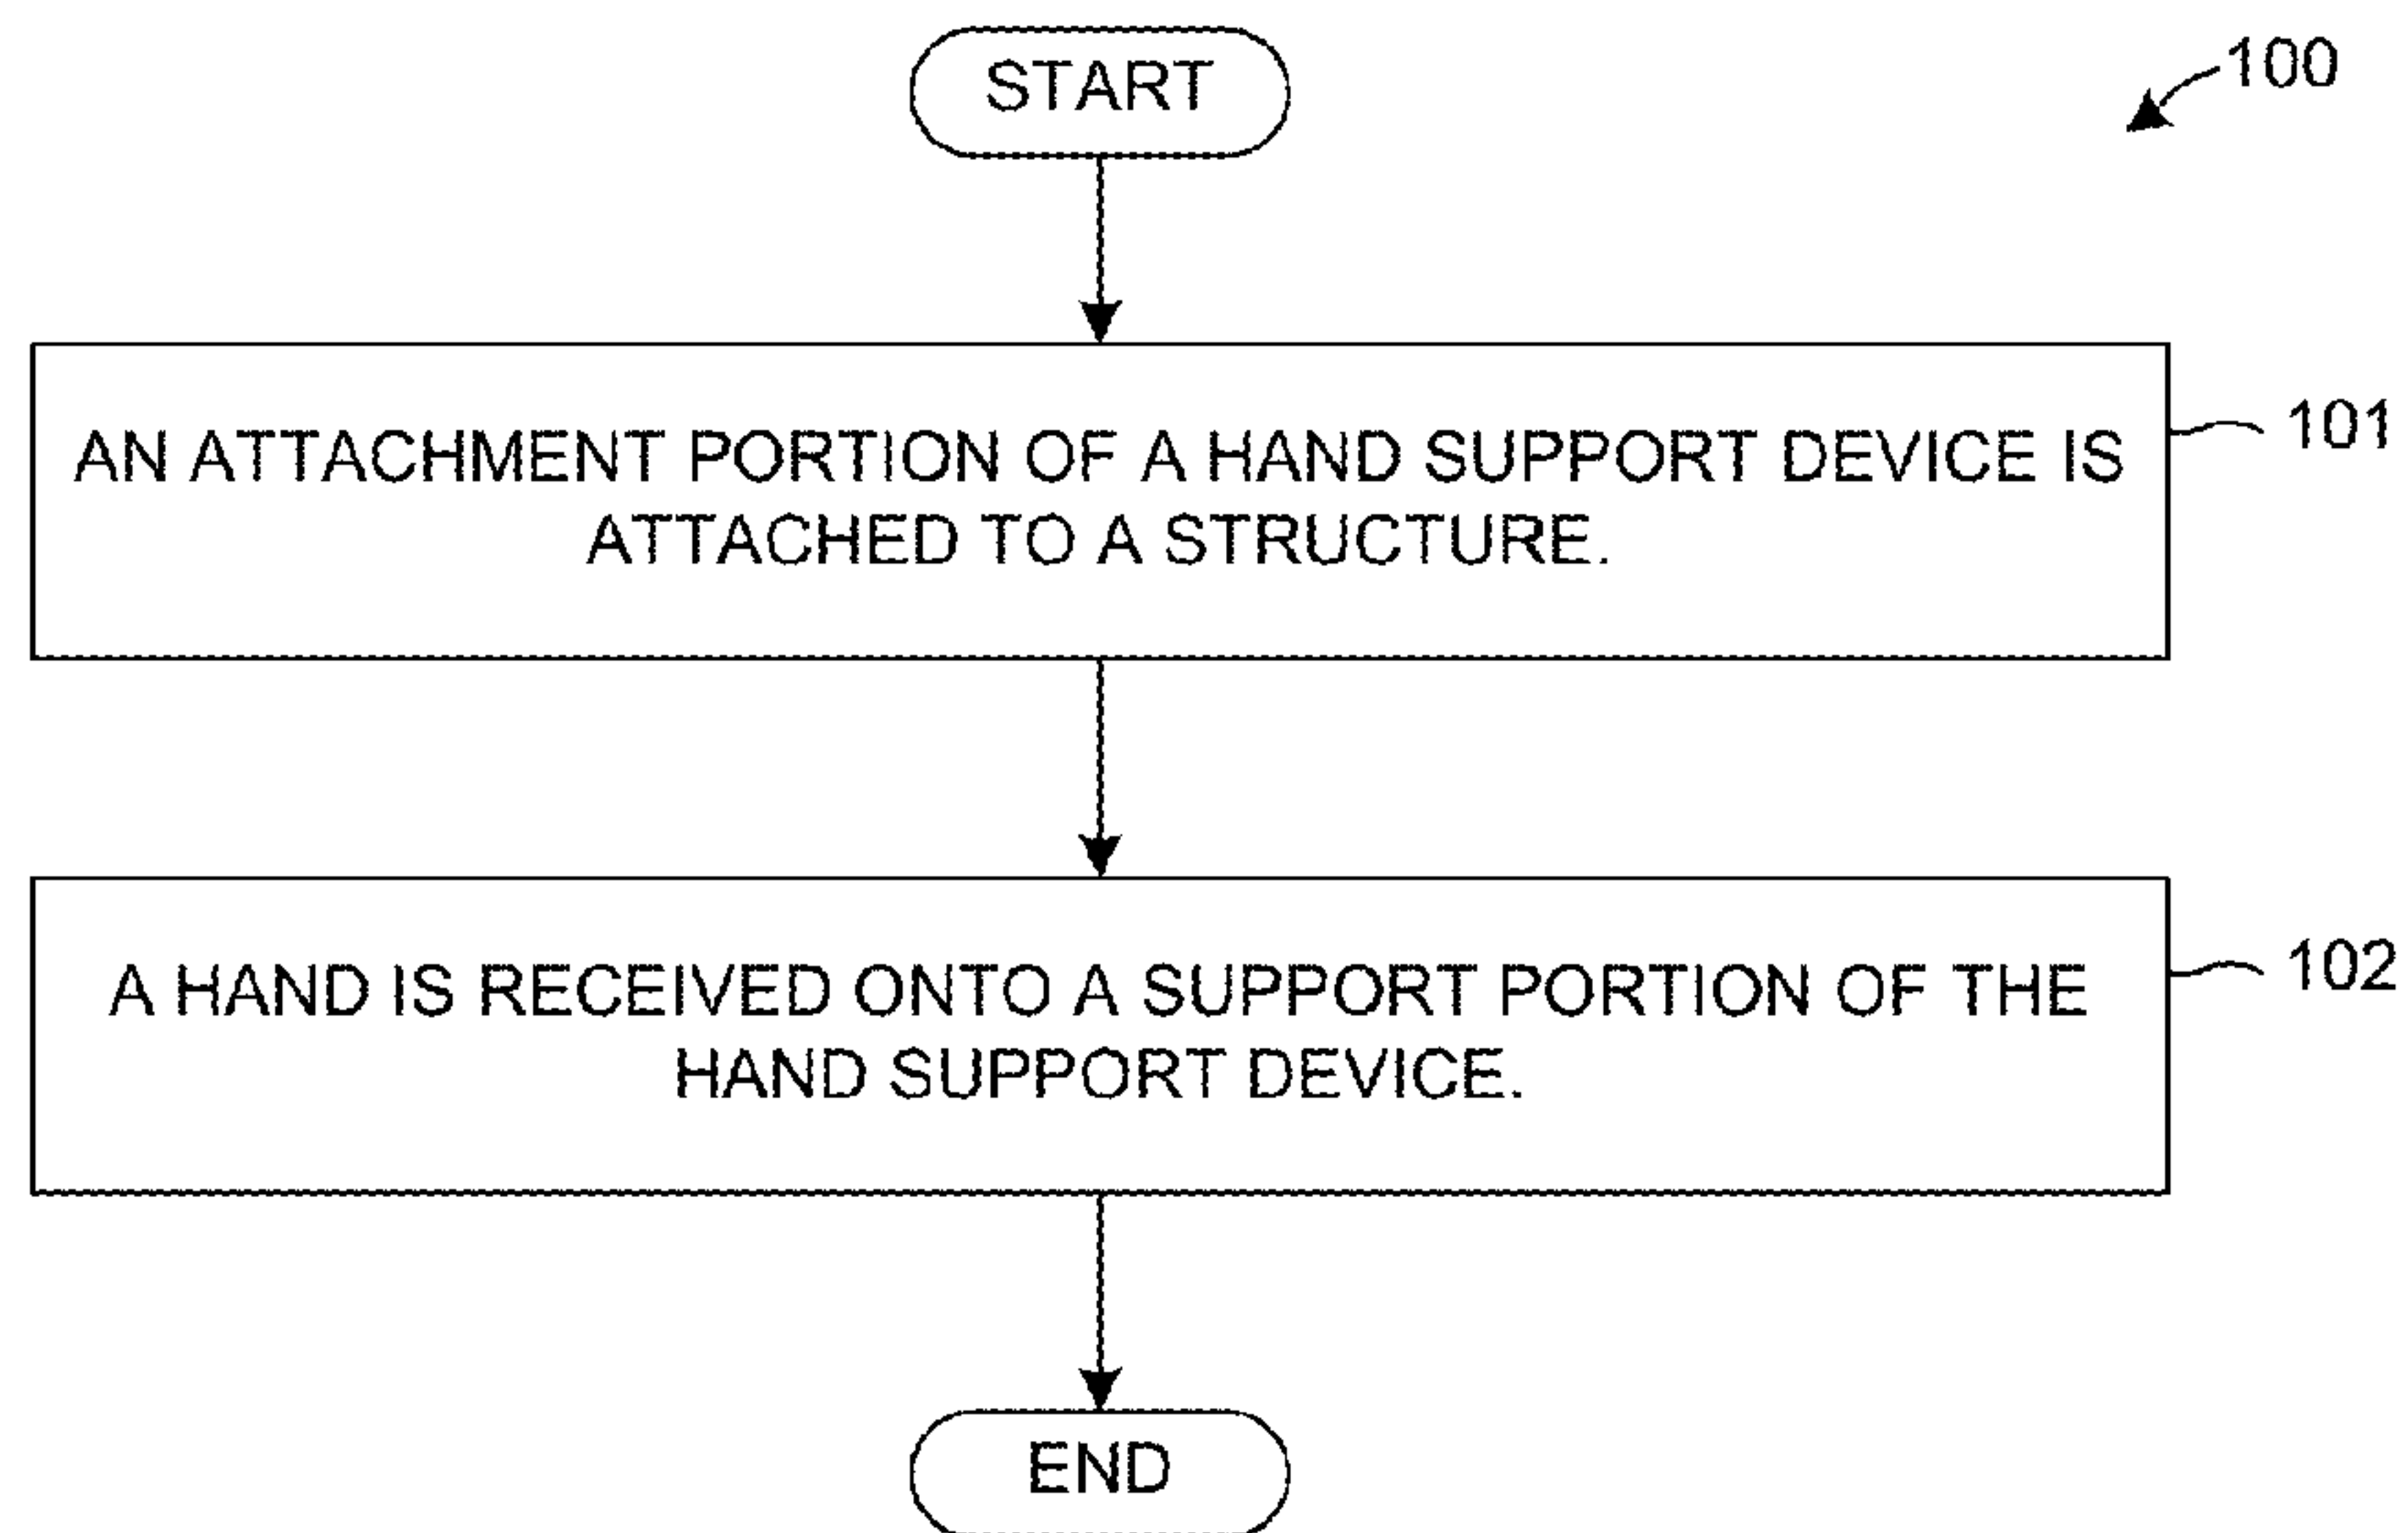 START
100
AN ATTACHMENT PORTION OF A HAND SUPPORT DEVICE IS
ATTACHED TO A STRUCTURE.
101
A HAND IS RECEIVED ONTO A SUPPORT PORTION OF THE
HAND SUPPORT DEVICE.
102
END